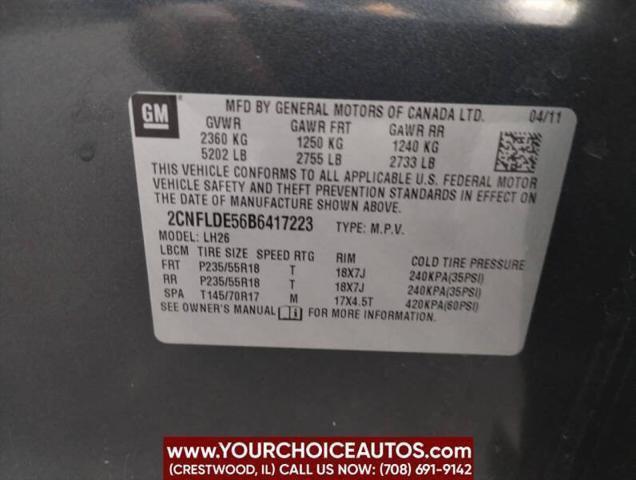 GM
MFD BY GENERAL MOTORS OF CANADA LTD. 04/11
GVWR GAWR FRT GAWR RR
2360 KG 1250 KG 1240 KG
5202 LB 2755 LB 2733 LB
THIS VEHICLE CONFORMS TO ALL APPLICABLE U.S. FEDERAL MOTOR
VEHICLE SAFETY AND THEFT PREVENTION STANDARDS IN EFFECT
ON THE DATE OF MANUFACTURE SHOWN ABOVE.
2CNFLDE56B6417223 TYPE: M.P.V.
MODEL: LH26
LBCM TIRE SIZE SPEED RTG RIM COLD TIRE PRESSURE
FRT P235/55R18 T 18X7J 240KPA(35PSI)
RR P235/55R18 T 18X7J 240KPA(35PSI)
SPA T145/70R17 M 17X4.5T 420KPA(60PSI)
SEE OWNER'S MANUAL i FOR MORE INFORMATION.
WWW.YOURCHOICEAUTOS.COM
(CRESTWOOD, IL) CALL US NOW: (708) 691-9142